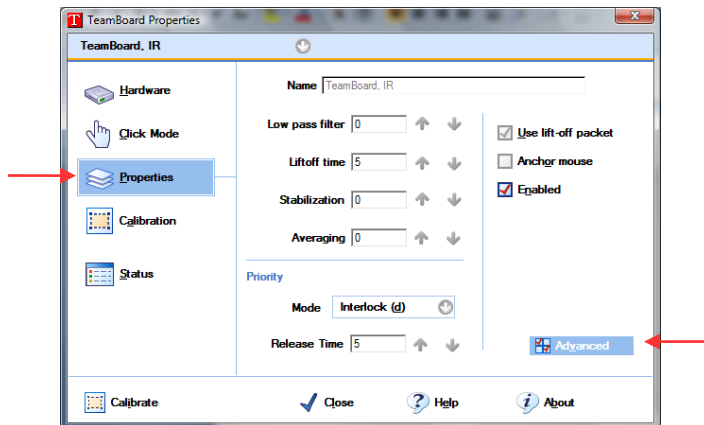 T TeamBoard Properties
TeamBoard, IR
Hardware
Click Mode
Properties
Calibration
Status
Name TeamBoard, IR
Low pass filter 0
Liftoff time 5
Stabilization 0
Averaging 0
Priority
Mode Interlock (d)
Release Time 5
Use lift-off packet
Anchor mouse
Enabled
Advanced
Calibrate Close ? Help i About